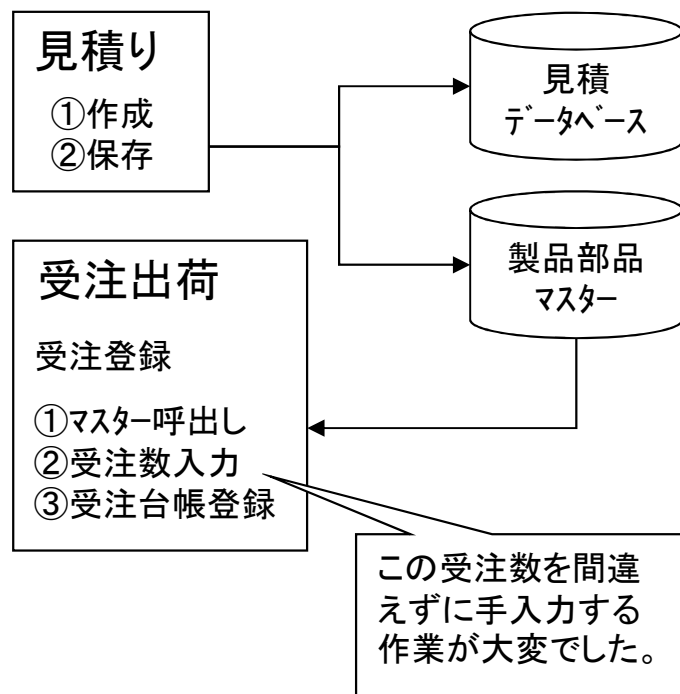 見積り
①作成
②保存
見積
ﾃﾞｰﾀﾍﾞｰｽ
製品部品
ﾏｽﾀｰ
受注出荷
受注登録
①ﾏｽﾀｰ呼出し
②受注数入力
③受注台帳登録
この受注数を間違
えずに手入力する
作業が大変でした。